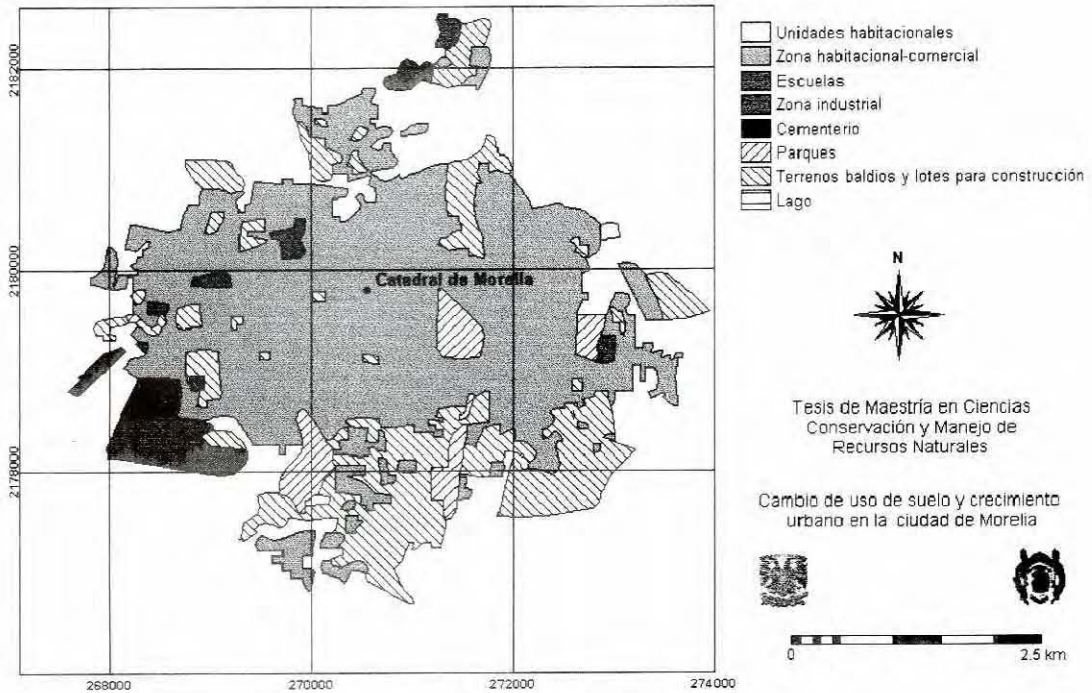 2182000
2180000
2178000
268000
270000
272000
274000
Catedral de Morelia
Unidades habitacionales
Zona habitacional-comercial
Escuelas
Zona industrial
Cementerio
Parques
Terrenos baldios y lotes para construcción
Lago
N
Tesis de Maestría en Ciencias
Conservación y Manejo de
Recursos Naturales
Cambio de uso de suelo y crecimiento
urbano en la ciudad de Morelia
0
2.5 km